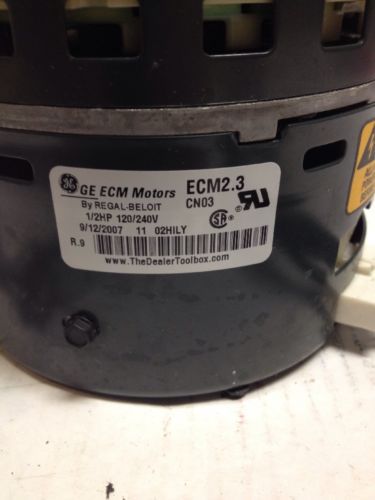 GE ECM Motors ECM2.3
By REGAL-BELOIT CN03
1/2HP 120/240V
9/12/2007 11 02HILY
R.9
www.TheDealerToolbox.com